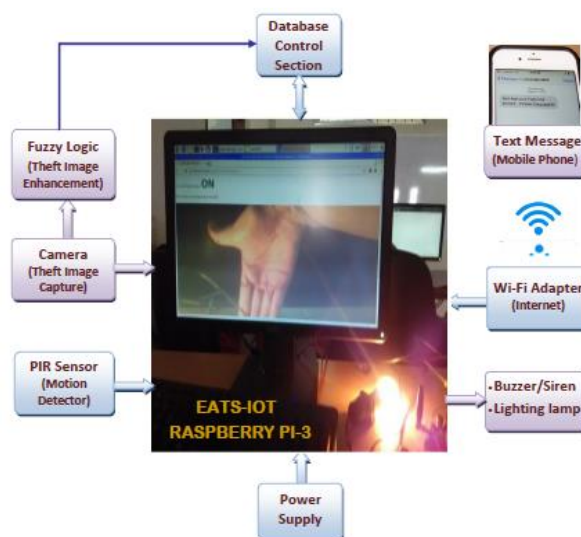 Database
Control
Section
Fuzzy Logic
(Theft Image
Enhancement)
Text Message
(Mobile Phone)
Camera
(Theft Image
Capture)
ON
Wi-Fi Adapter
(Internet)
PIR Sensor
(Motion
Detector)
•Buzzer/Siren
•Lighting lamp
EATS-IOT
RASPBERRY PI-3
Power
Supply